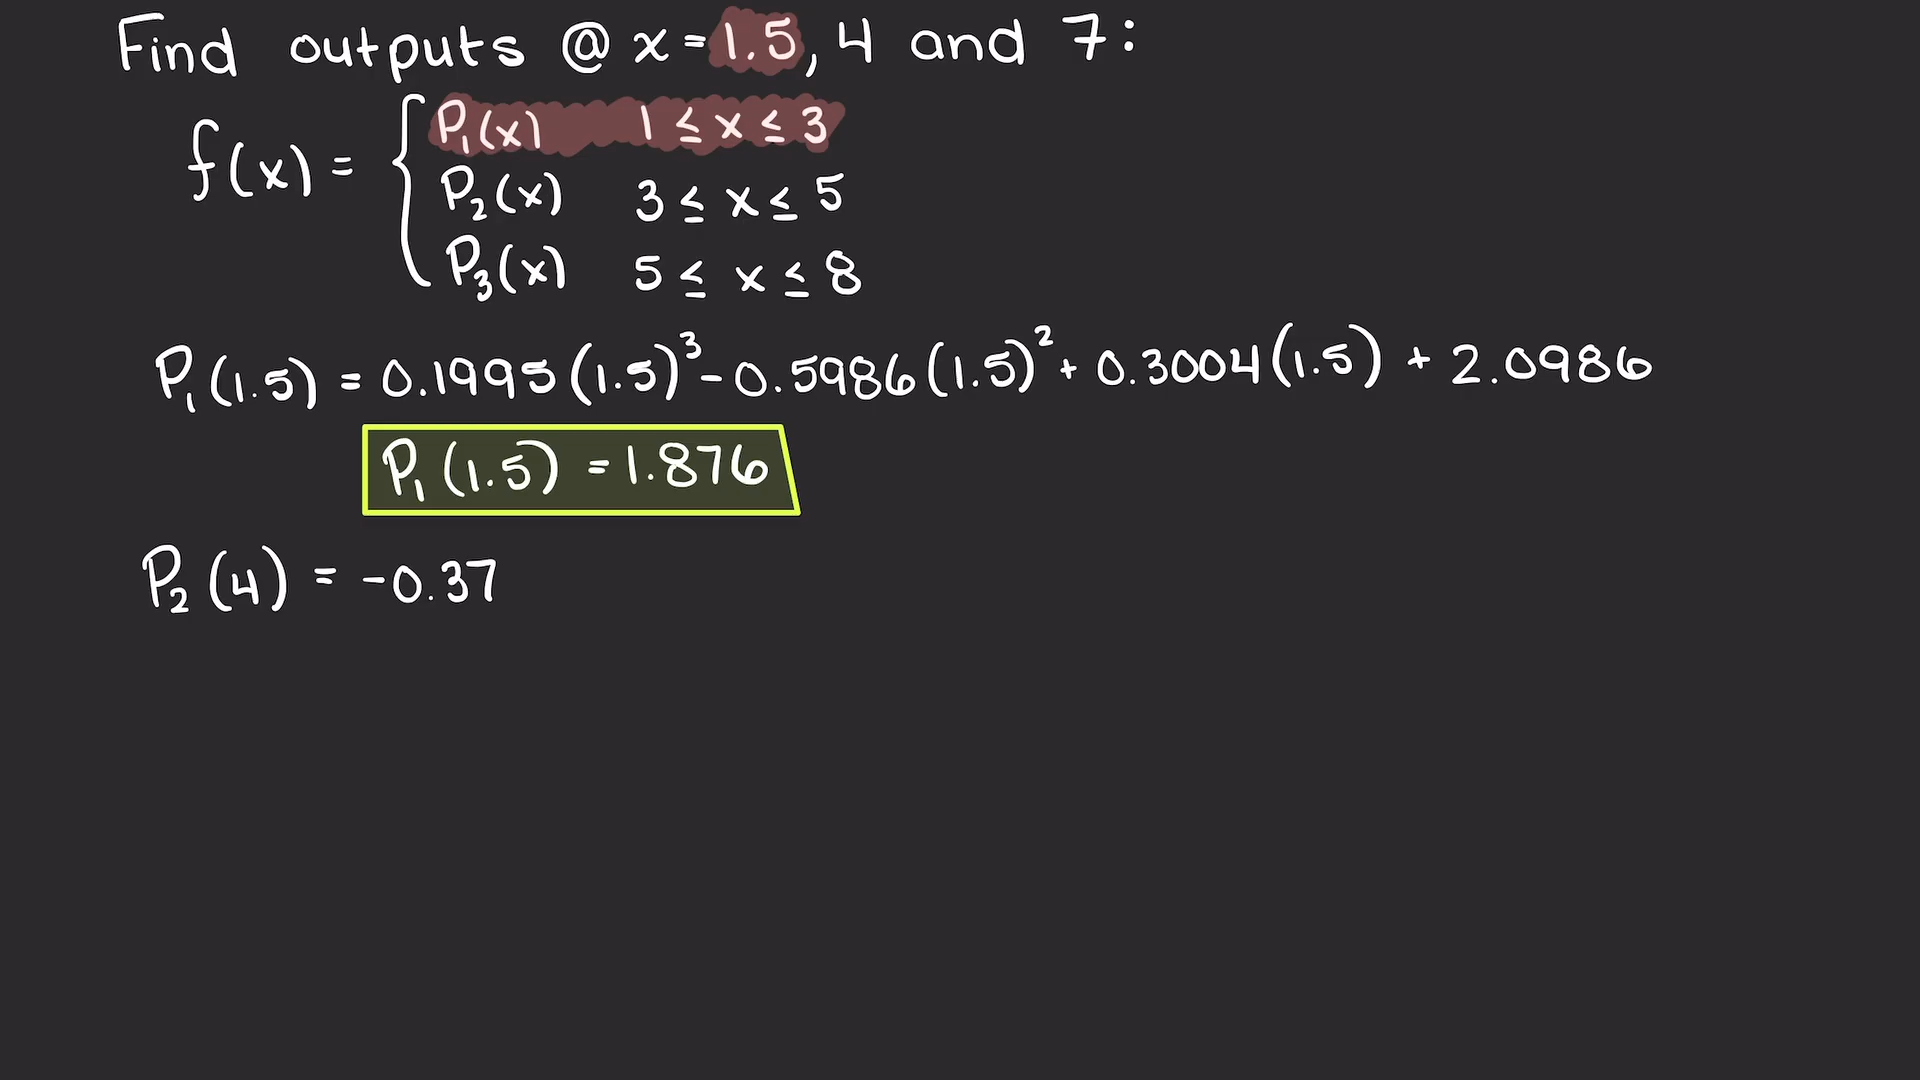 Find outputs @ x = 1.5, 4 and 7:
f(x) = { P₁(x) 1 ≤ x ≤ 3
P₂(x) 3 ≤ x ≤ 5
P₃(x) 5 ≤ x ≤ 8
P₁(1.5) = 0.1995(1.5)³ - 0.5986(1.5)² + 0.3004(1.5) + 2.0986
P₁(1.5) = 1.876
P₂(4) = -0.37